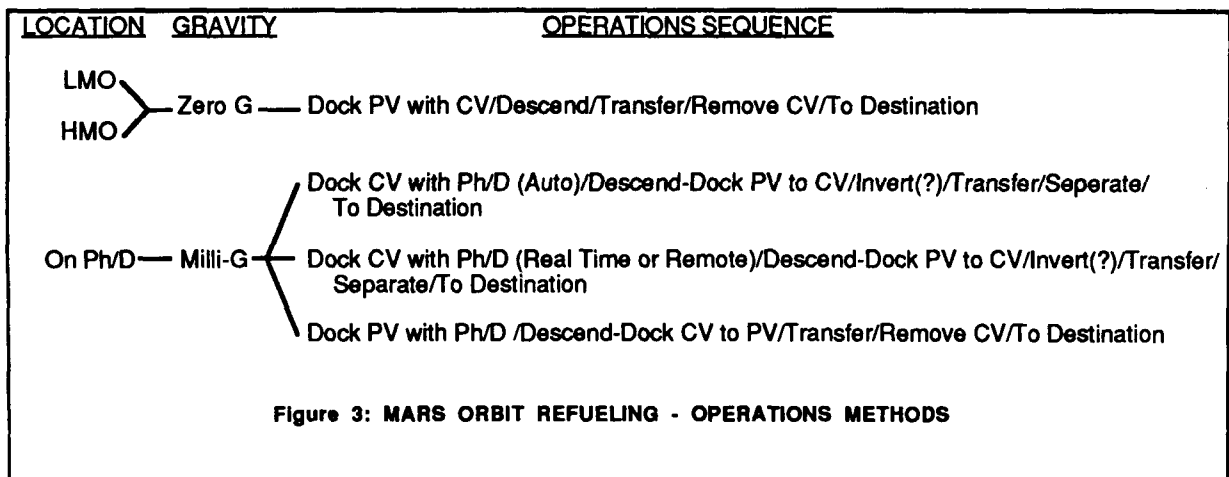 LOCATION GRAVITY OPERATIONS SEQUENCE
LMO
HMO
Zero G
Dock PV with CV/Descend/Transfer/Remove CV/To Destination
On Ph/D
Milli-G
Dock CV with Ph/D (Auto)/Descend-Dock PV to CV/Invert(?)/Transfer/Seperate/
To Destination
Dock CV with Ph/D (Real Time or Remote)/Descend-Dock PV to CV/Invert(?)/Transfer/
Separate/To Destination
Dock PV with Ph/D /Descend-Dock CV to PV/Transfer/Remove CV/To Destination
Figure 3: MARS ORBIT REFUELING - OPERATIONS METHODS